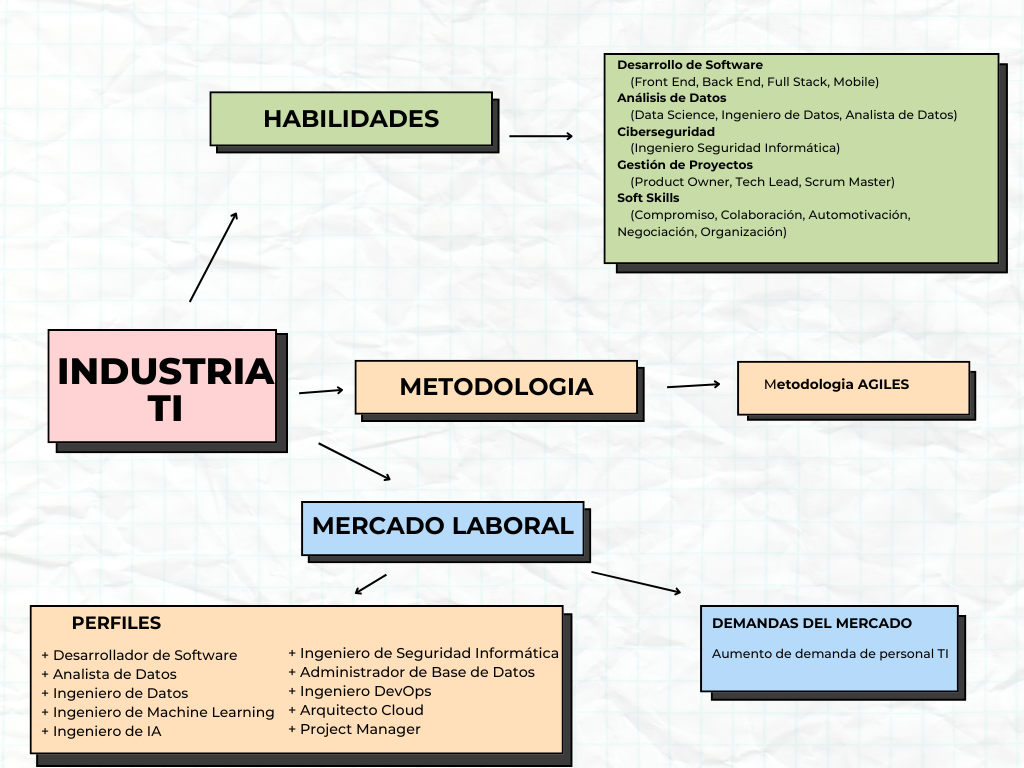 HABILIDADES
Desarrollo de Software
(Front End, Back End, Full Stack, Mobile)
Análisis de Datos
(Data Science, Ingeniero de Datos, Analista de Datos)
Ciberseguridad
(Ingeniero Seguridad Informática)
Gestión de Proyectos
(Product Owner, Tech Lead, Scrum Master)
Soft Skills
(Compromiso, Colaboración, Automotivación,
Negociación, Organización)
INDUSTRIA
TI
METODOLOGIA
Metodologia AGILES
MERCADO LABORAL
PERFILES
+ Desarrollador de Software
+ Analista de Datos
+ Ingeniero de Datos
+ Ingeniero de Machine Learning
+ Ingeniero de IA
+ Ingeniero de Seguridad Informática
+ Administrador de Base de Datos
+ Ingeniero DevOps
+ Arquitecto Cloud
+ Project Manager
DEMANDAS DEL MERCADO
Aumento de demanda de personal TI